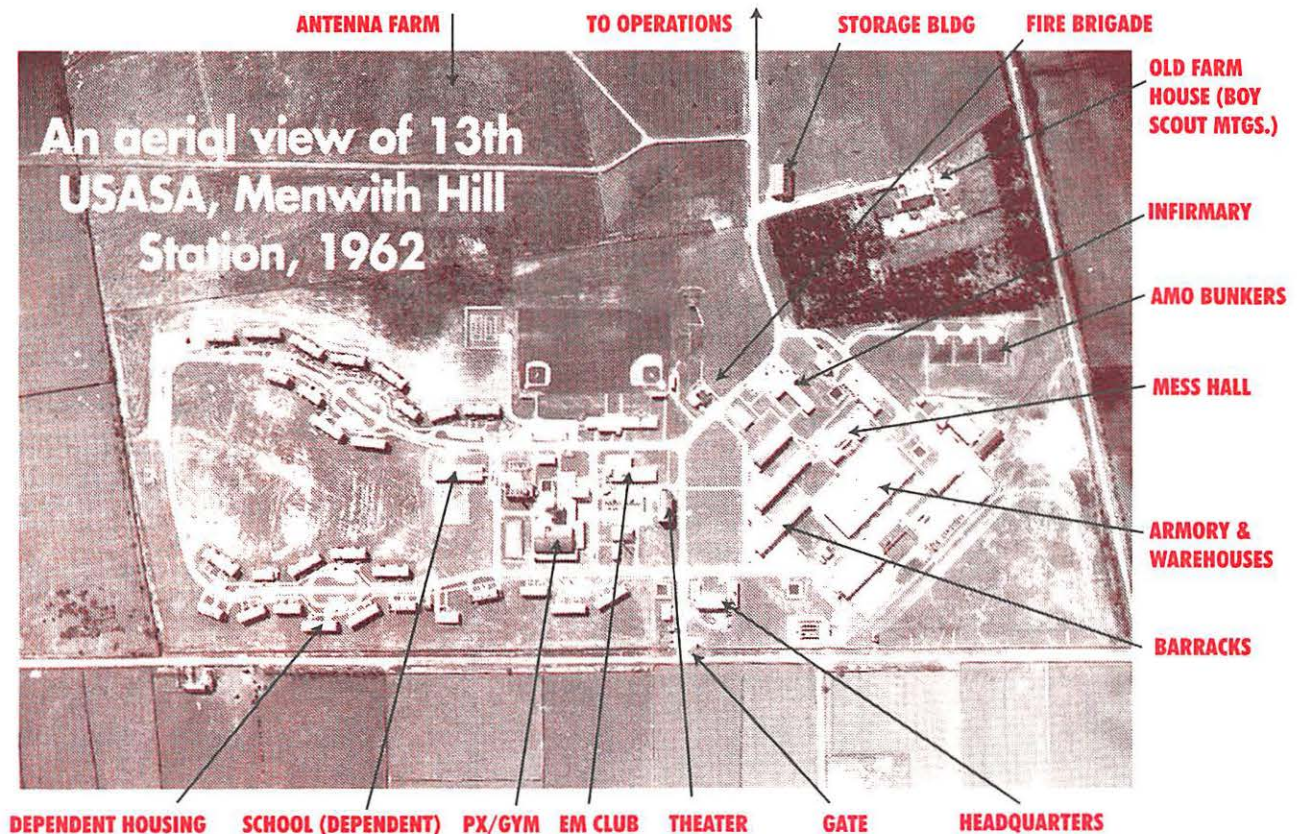 ANTENNA FARM
TO OPERATIONS
STORAGE BLDG
FIRE BRIGADE
OLD FARM
HOUSE (BOY
SCOUT MTGS.)
An aerial view of 13th
USASA, Menwith Hill
Station, 1962
INFIRMARY
AMO BUNKERS
MESS HALL
ARMORY &
WAREHOUSES
BARRACKS
DEPENDENT HOUSING
SCHOOL (DEPENDENT)
PX/GYM
EM CLUB
THEATER
GATE
HEADQUARTERS